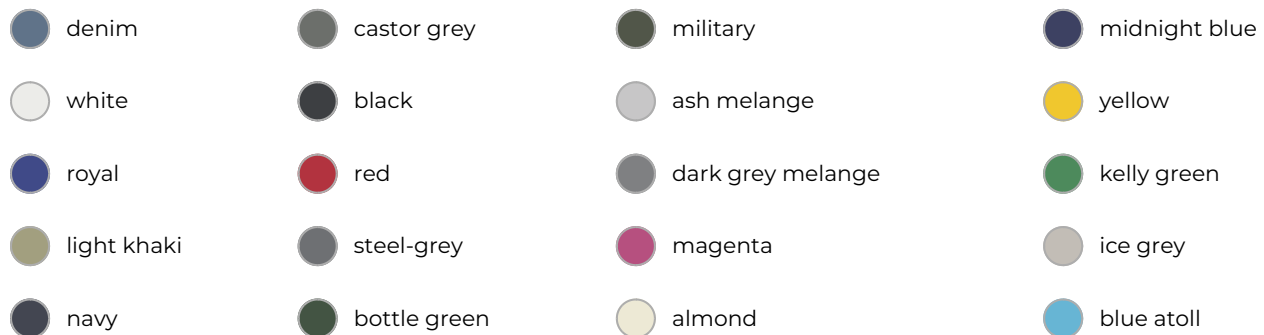 denim castor grey military midnight blue
white black ash melange yellow
royal red dark grey melange kelly green
light khaki steel-grey magenta ice grey
navy bottle green almond blue atoll